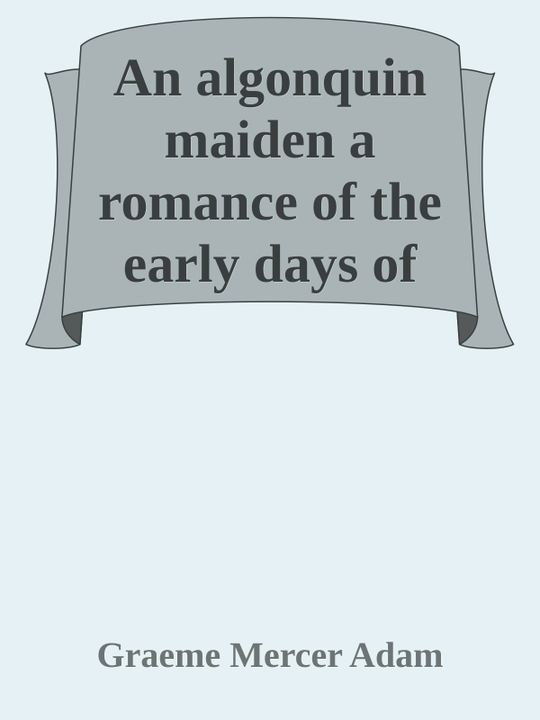 An algonquin
maiden a
romance of the
early days of
Graeme Mercer Adam